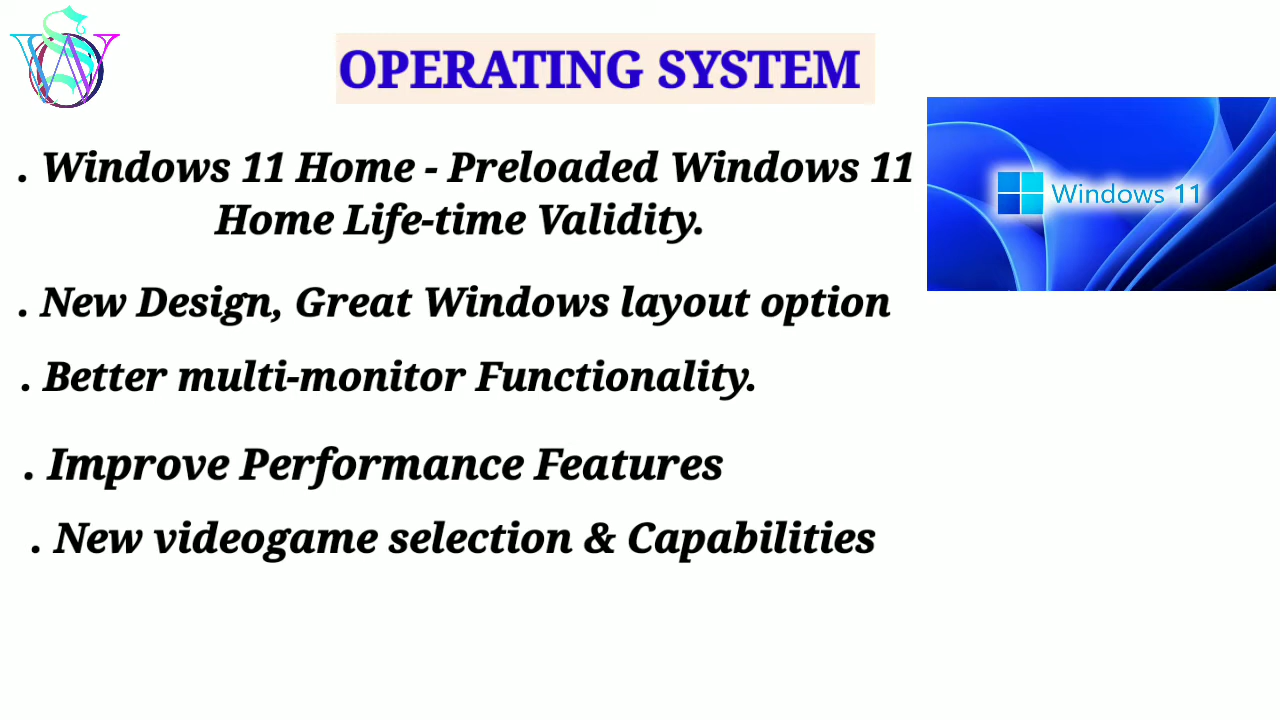 OPERATING SYSTEM
. Windows 11 Home - Preloaded Windows 11
Home Life-time Validity.
Windows 11
. New Design, Great Windows layout option
. Better multi-monitor Functionality.
. Improve Performance Features
. New videogame selection & Capabilities